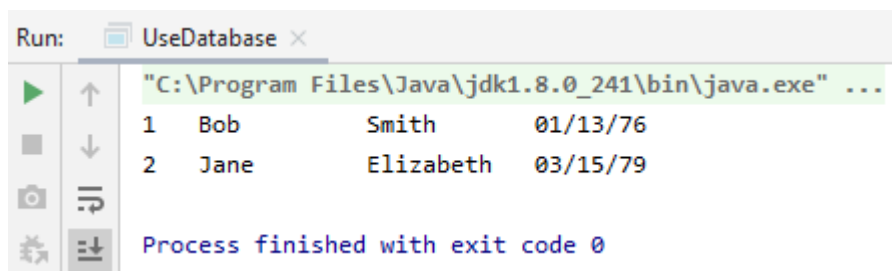 Run: UseDatabase ×
"C:\Program Files\Java\jdk1.8.0_241\bin\java.exe" ...
1 Bob Smith 01/13/76
2 Jane Elizabeth 03/15/79
Process finished with exit code 0